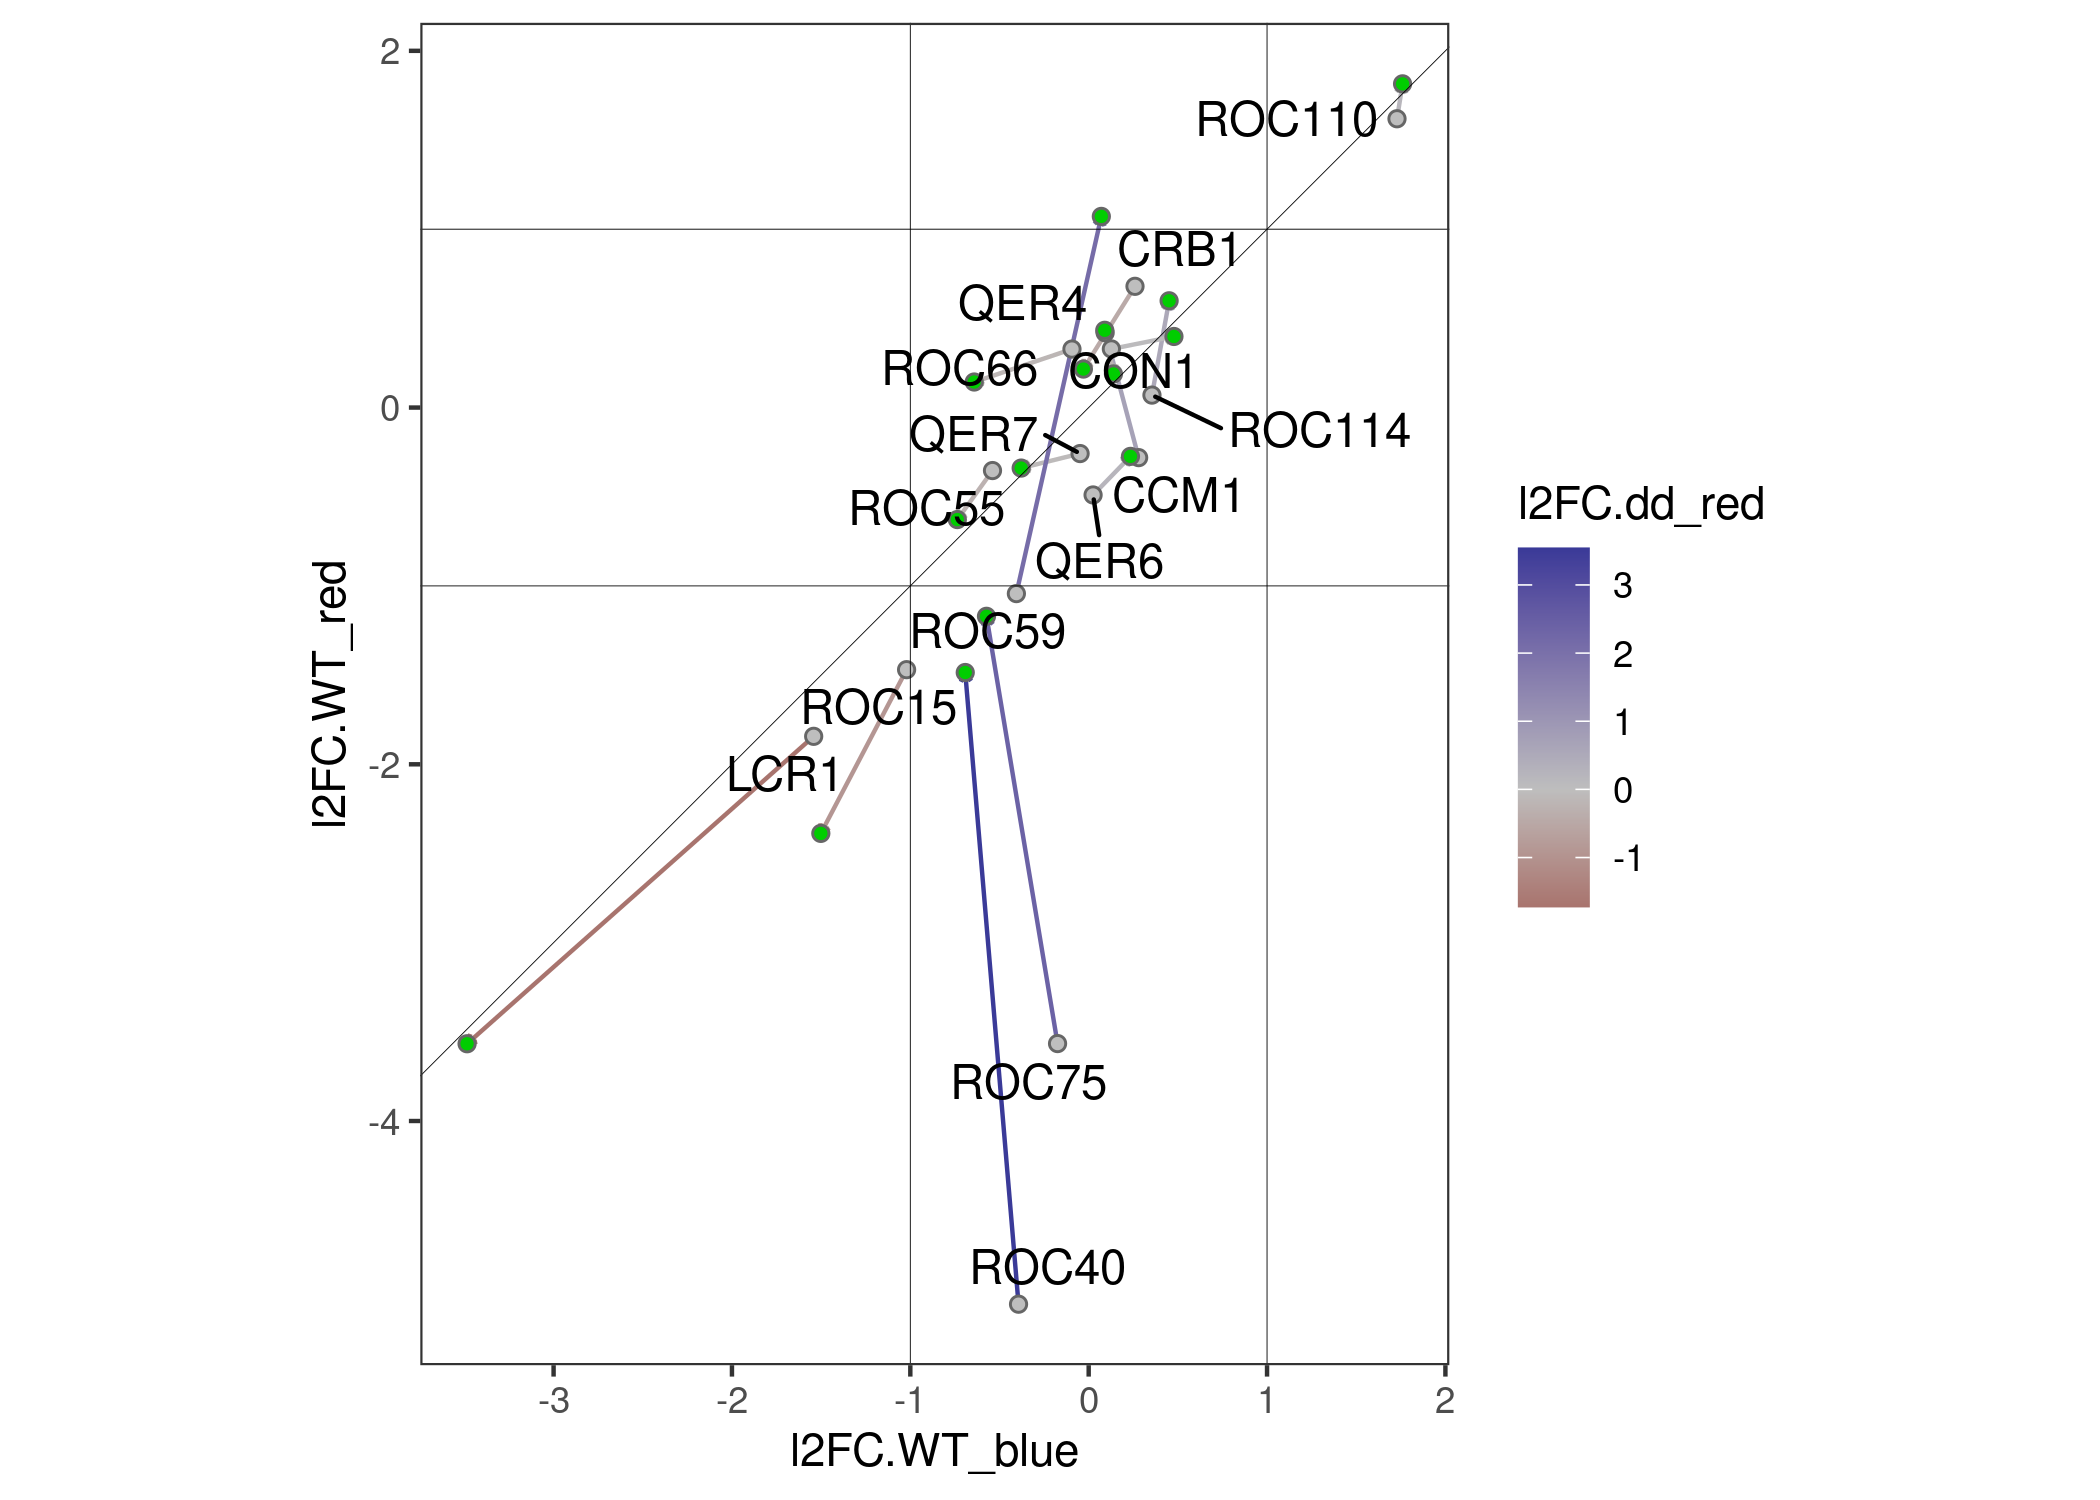 2
0
-2
-4
l2FC.WT_red
ROC110
CRB1
QER4
ROC66
CON1
QER7
ROC114
ROC55
CCM1
QER6
ROC59
ROC15
LCR1
ROC75
ROC40
-3
-2
-1
0
1
2
l2FC.WT_blue
l2FC.dd_red
3
2
1
0
-1